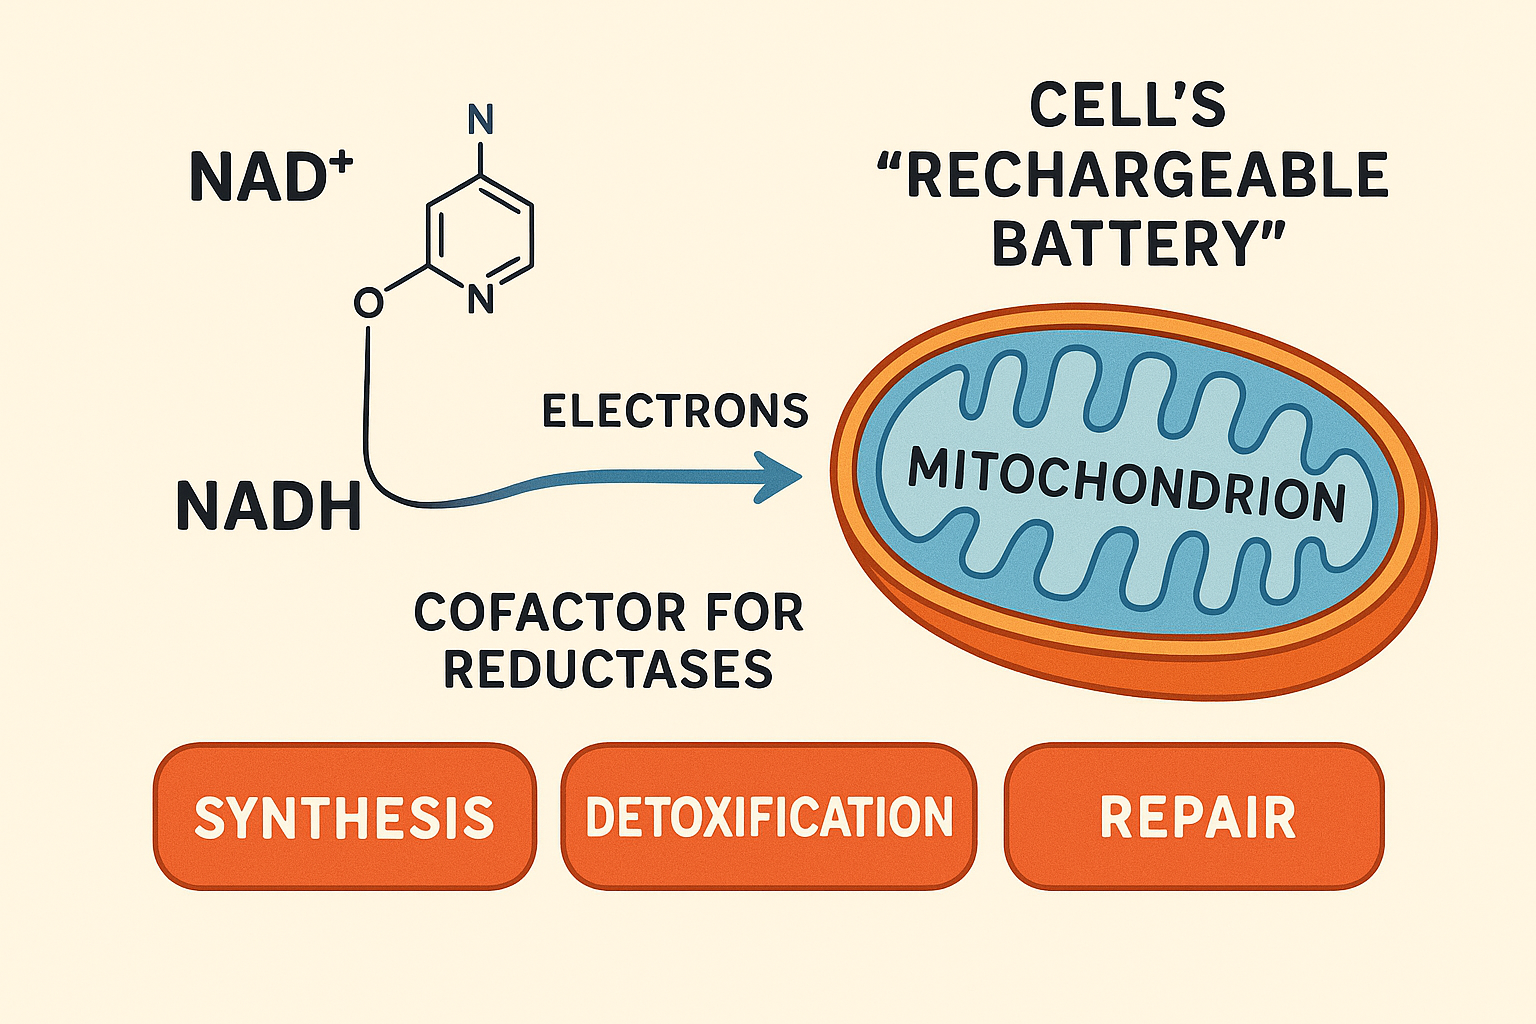 NAD⁺
N
O
N
CELL'S
“RECHARGEABLE
BATTERY”
ELECTRONS
NADH
MITOCHONDRION
COFACTOR FOR
REDUCTASES
SYNTHESIS
DETOXIFICATION
REPAIR